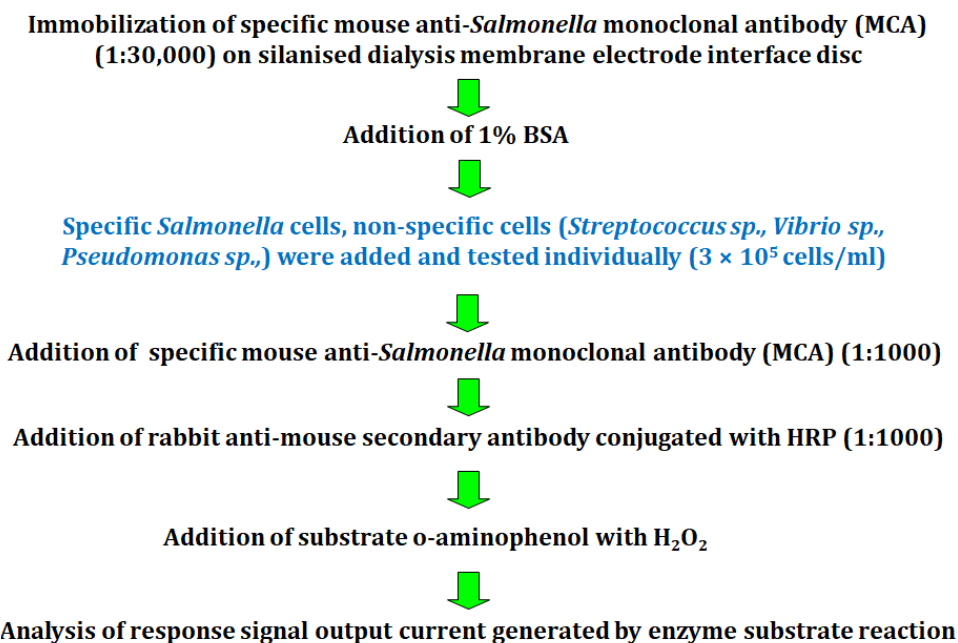 Immobilization of specific mouse anti-Salmonella monoclonal antibody (MCA)
(1:30,000) on silanised dialysis membrane electrode interface disc
Addition of 1% BSA
Specific Salmonella cells, non-specific cells (Streptococcus sp., Vibrio sp.,
Pseudomonas sp.,) were added and tested individually (3 × 10⁵ cells/ml)
Addition of specific mouse anti-Salmonella monoclonal antibody (MCA) (1:1000)
Addition of rabbit anti-mouse secondary antibody conjugated with HRP (1:1000)
Addition of substrate o-aminophenol with H₂O₂
Analysis of response signal output current generated by enzyme substrate reaction